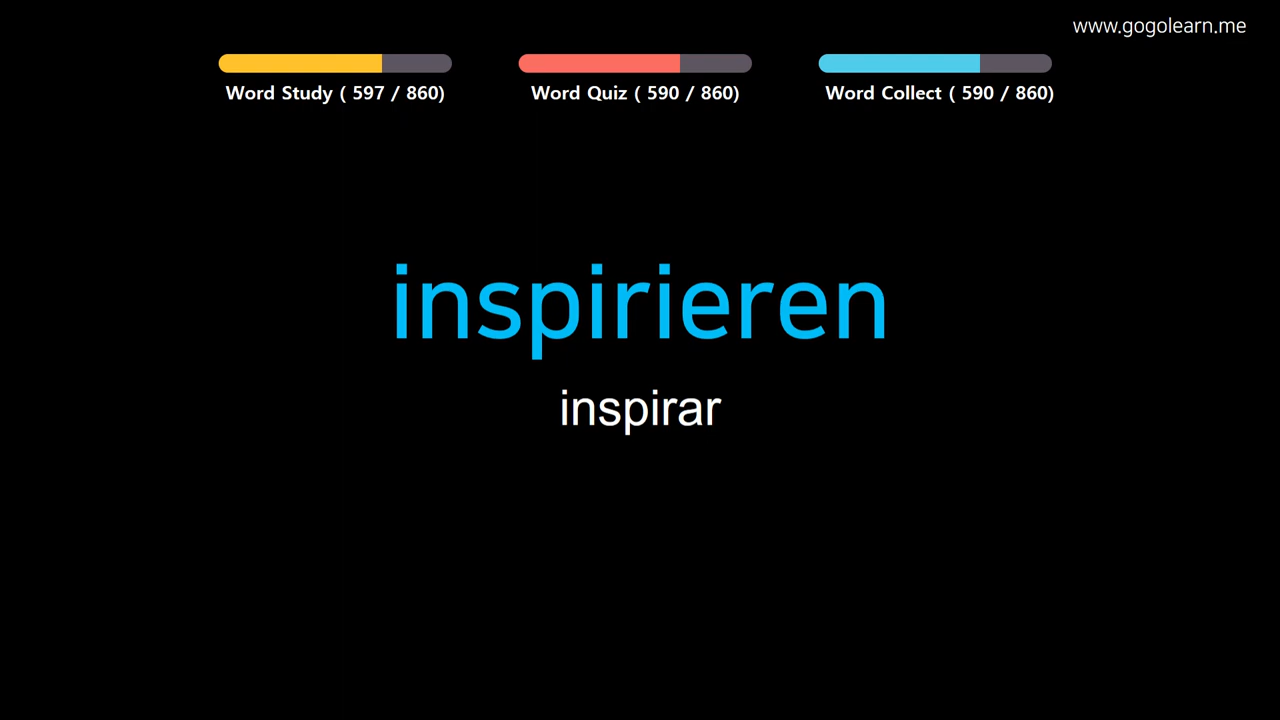 www.gogolearn.me
Word Study ( 597 / 860)
Word Quiz ( 590 / 860)
Word Collect ( 590 / 860)
inspirieren
inspirar